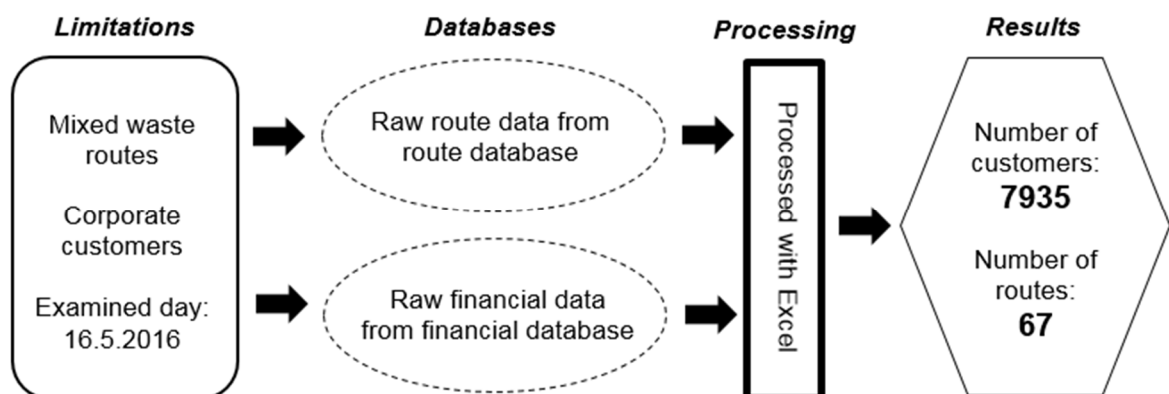 Limitations
Databases
Processing
Results
Mixed waste
routes
Corporate
customers
Examined day:
16.5.2016
Raw route data from
route database
Raw financial data
from financial database
Processed with Excel
Number of
customers:
7935
Number of
routes:
67